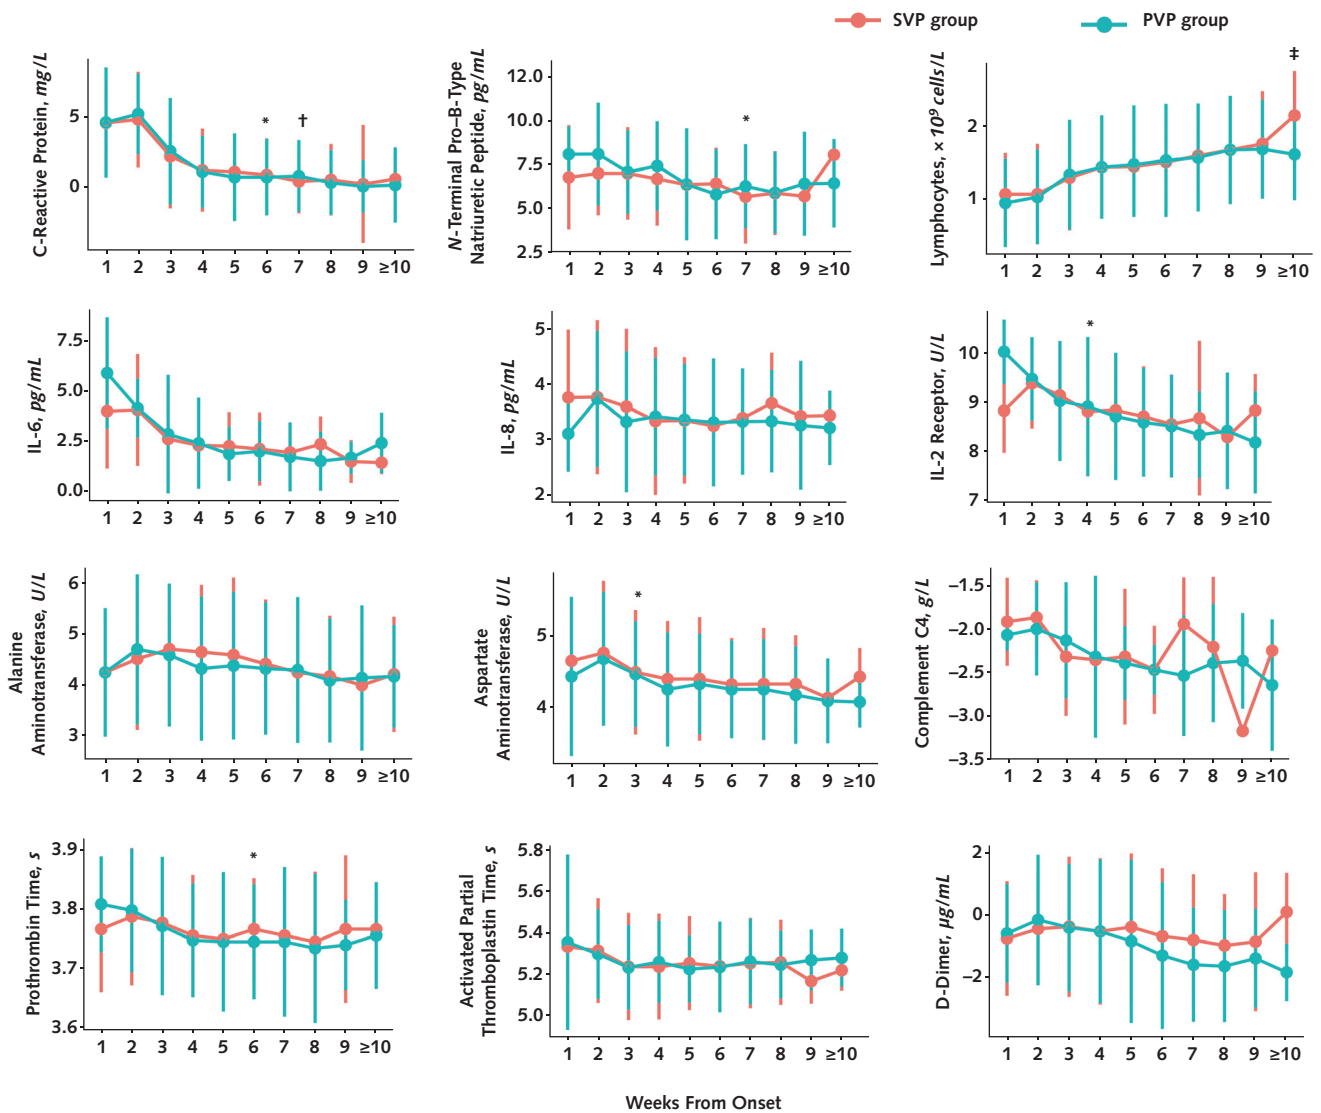 SVP group
PVP group
C-Reactive Protein, mg/L
5
0
*
†
1 2 3 4 5 6 7 8 9 ≥10
N-Terminal Pro–B-Type
Natriuretic Peptide, pg/mL
12.0
10.0
7.5
5.0
2.5
*
1 2 3 4 5 6 7 8 9 ≥10
Lymphocytes, × 10⁹ cells/L
2
1
‡
1 2 3 4 5 6 7 8 9 ≥10
IL-6, pg/mL
7.5
5.0
2.5
0.0
1 2 3 4 5 6 7 8 9 ≥10
IL-8, pg/mL
5
4
3
2
1 2 3 4 5 6 7 8 9 ≥10
IL-2 Receptor, U/L
10
9
8
7
*
1 2 3 4 5 6 7 8 9 ≥10
Alanine
Aminotransferase, U/L
6
5
4
3
1 2 3 4 5 6 7 8 9 ≥10
Aspartate
Aminotransferase, U/L
5
4
*
1 2 3 4 5 6 7 8 9 ≥10
Complement C4, g/L
–1.5
–2.0
–2.5
–3.0
–3.5
1 2 3 4 5 6 7 8 9 ≥10
Prothrombin Time, s
3.9
3.8
3.7
3.6
*
1 2 3 4 5 6 7 8 9 ≥10
Activated Partial
Thromboplastin Time, s
5.8
5.6
5.4
5.2
5.0
1 2 3 4 5 6 7 8 9 ≥10
D-Dimer, μg/mL
2
0
–2
1 2 3 4 5 6 7 8 9 ≥10
Weeks From Onset